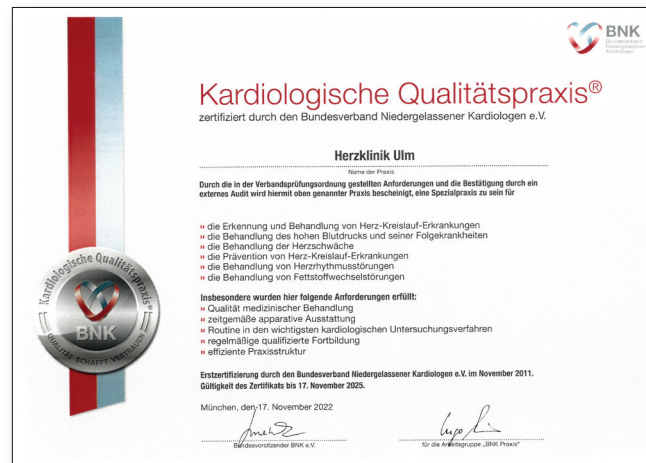 BNK
Bundesverband
Niedergelassener
Kardiologen
Kardiologische Qualitätspraxis®
zertifiziert durch den Bundesverband Niedergelassener Kardiologen e.V.
Herzklinik Ulm
Name der Praxis
Durch die in der Verbandsprüfungsordnung gestellten Anforderungen und die Bestätigung durch ein
externes Audit wird hiermit oben genannter Praxis bescheinigt, eine Spezialpraxis zu sein für
» die Erkennung und Behandlung von Herz-Kreislauf-Erkrankungen
» die Behandlung des hohen Blutdrucks und seiner Folgekrankheiten
» die Behandlung der Herzschwäche
» die Prävention von Herz-Kreislauf-Erkrankungen
» die Behandlung von Herzrhythmusstörungen
» die Behandlung von Fettstoffwechselstörungen
Insbesondere wurden hier folgende Anforderungen erfüllt:
» Qualität medizinischer Behandlung
» zeitgemäße apparative Ausstattung
» Routine in den wichtigsten kardiologischen Untersuchungsverfahren
» regelmäßige qualifizierte Fortbildung
» effiziente Praxisstruktur
Kardiologische Qualitätspraxis®
BNK
QUALITÄT SCHAFFT VERTRAUEN
Erstzertifizierung durch den Bundesverband Niedergelassener Kardiologen e.V. im November 2011.
Gültigkeit des Zertifikats bis 17. November 2025.
München, den 17. November 2022
Bundesvorsitzender BNK e.V.
für die Arbeitsgruppe „BNK Praxis"